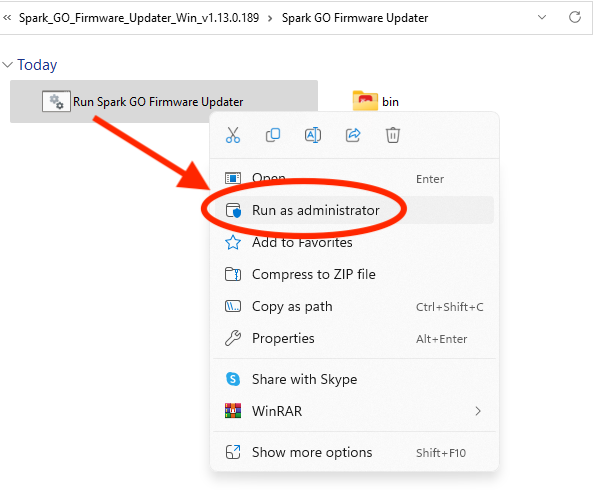 « Spark_GO_Firmware_Updater_Win_v1.13.0.189 > Spark GO Firmware Updater
Today
Run Spark GO Firmware Updater
bin
Open Enter
Run as administrator
Add to Favorites
Compress to ZIP file
Copy as path Ctrl+Shift+C
Properties Alt+Enter
Share with Skype
WinRAR
Show more options Shift+F10